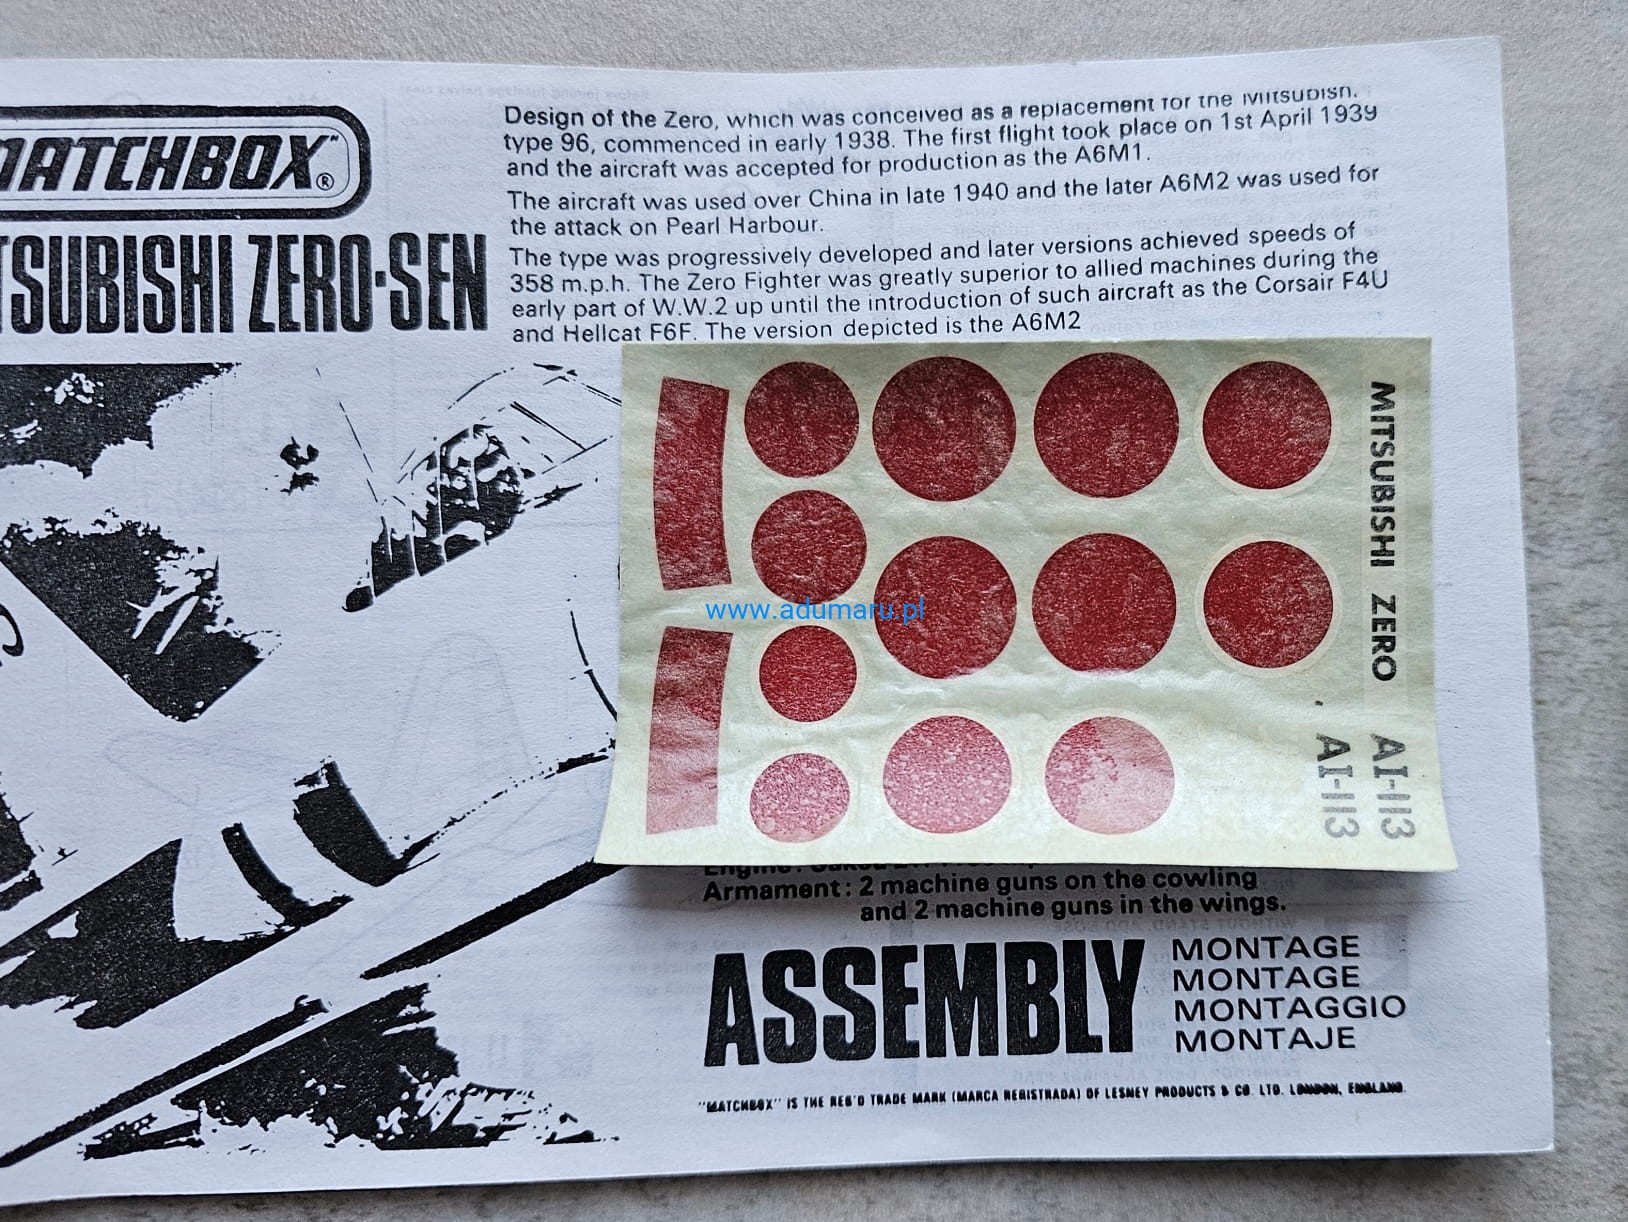 MATCHBOX®
TSUBISHI ZERO-SEN
Design of the Zero, which was conceived as a replacement for the Mitsubish.
type 96, commenced in early 1938. The first flight took place on 1st April 1939
and the aircraft was accepted for production as the A6M1.
The aircraft was used over China in late 1940 and the later A6M2 was used for
the attack on Pearl Harbour.
The type was progressively developed and later versions achieved speeds of
358 m.p.h. The Zero Fighter was greatly superior to allied machines during the
early part of W.W.2 up until the introduction of such aircraft as the Corsair F4U
and Hellcat F6F. The version depicted is the A6M2
MITSUBISHI ZERO
AI-113
AI-113
www.adumaru.pl
Engine:
Armament: 2 machine guns on the cowling
and 2 machine guns in the wings.
ASSEMBLY
MONTAGE
MONTAGE
MONTAGGIO
MONTAJE
"MATCHBOX" IS THE REG'D TRADE MARK (MARCA REGISTRADA) OF LESNEY PRODUCTS & CO. LTD. LONDON, ENGLAND.